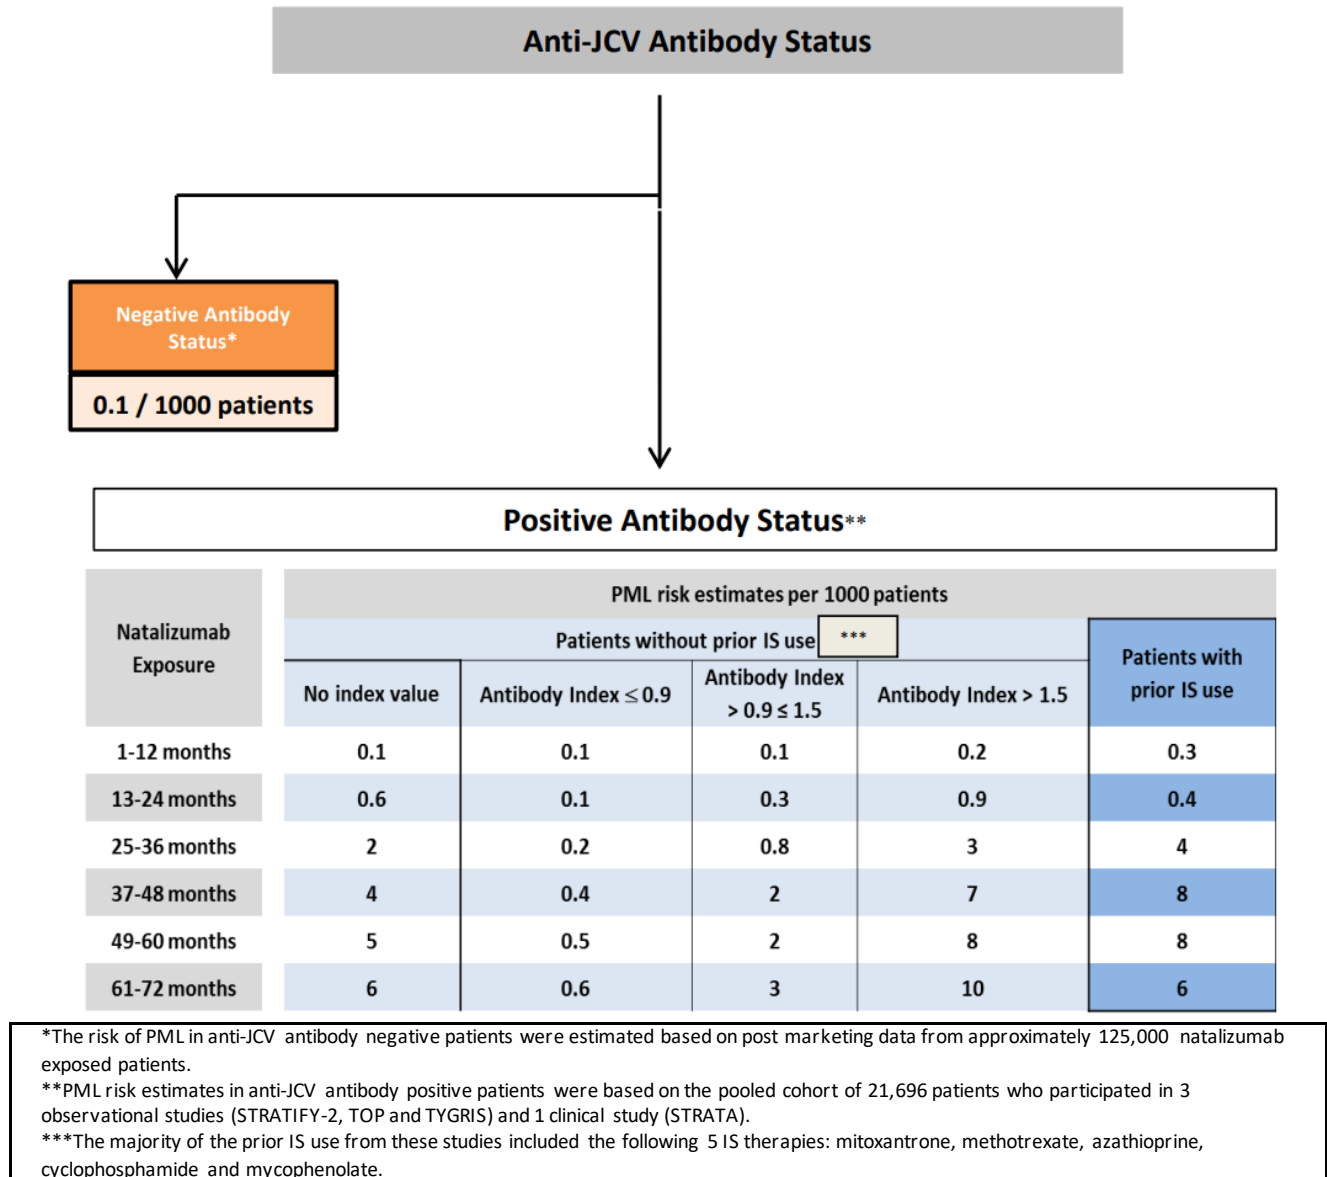 Anti-JCV Antibody Status
Negative Antibody
Status*
0.1 / 1000 patients
Positive Antibody Status**
Natalizumab
Exposure
PML risk estimates per 1000 patients
Patients without prior IS use ***
Patients with
prior IS use
No index value Antibody Index ≤ 0.9 Antibody Index
> 0.9 ≤ 1.5 Antibody Index > 1.5
1-12 months 0.1 0.1 0.1 0.2 0.3
13-24 months 0.6 0.1 0.3 0.9 0.4
25-36 months 2 0.2 0.8 3 4
37-48 months 4 0.4 2 7 8
49-60 months 5 0.5 2 8 8
61-72 months 6 0.6 3 10 6
*The risk of PML in anti-JCV antibody negative patients were estimated based on post marketing data from approximately 125,000 natalizumab
exposed patients.
**PML risk estimates in anti-JCV antibody positive patients were based on the pooled cohort of 21,696 patients who participated in 3
observational studies (STRATIFY-2, TOP and TYGRIS) and 1 clinical study (STRATA).
***The majority of the prior IS use from these studies included the following 5 IS therapies: mitoxantrone, methotrexate, azathioprine,
cyclophosphamide and mycophenolate.